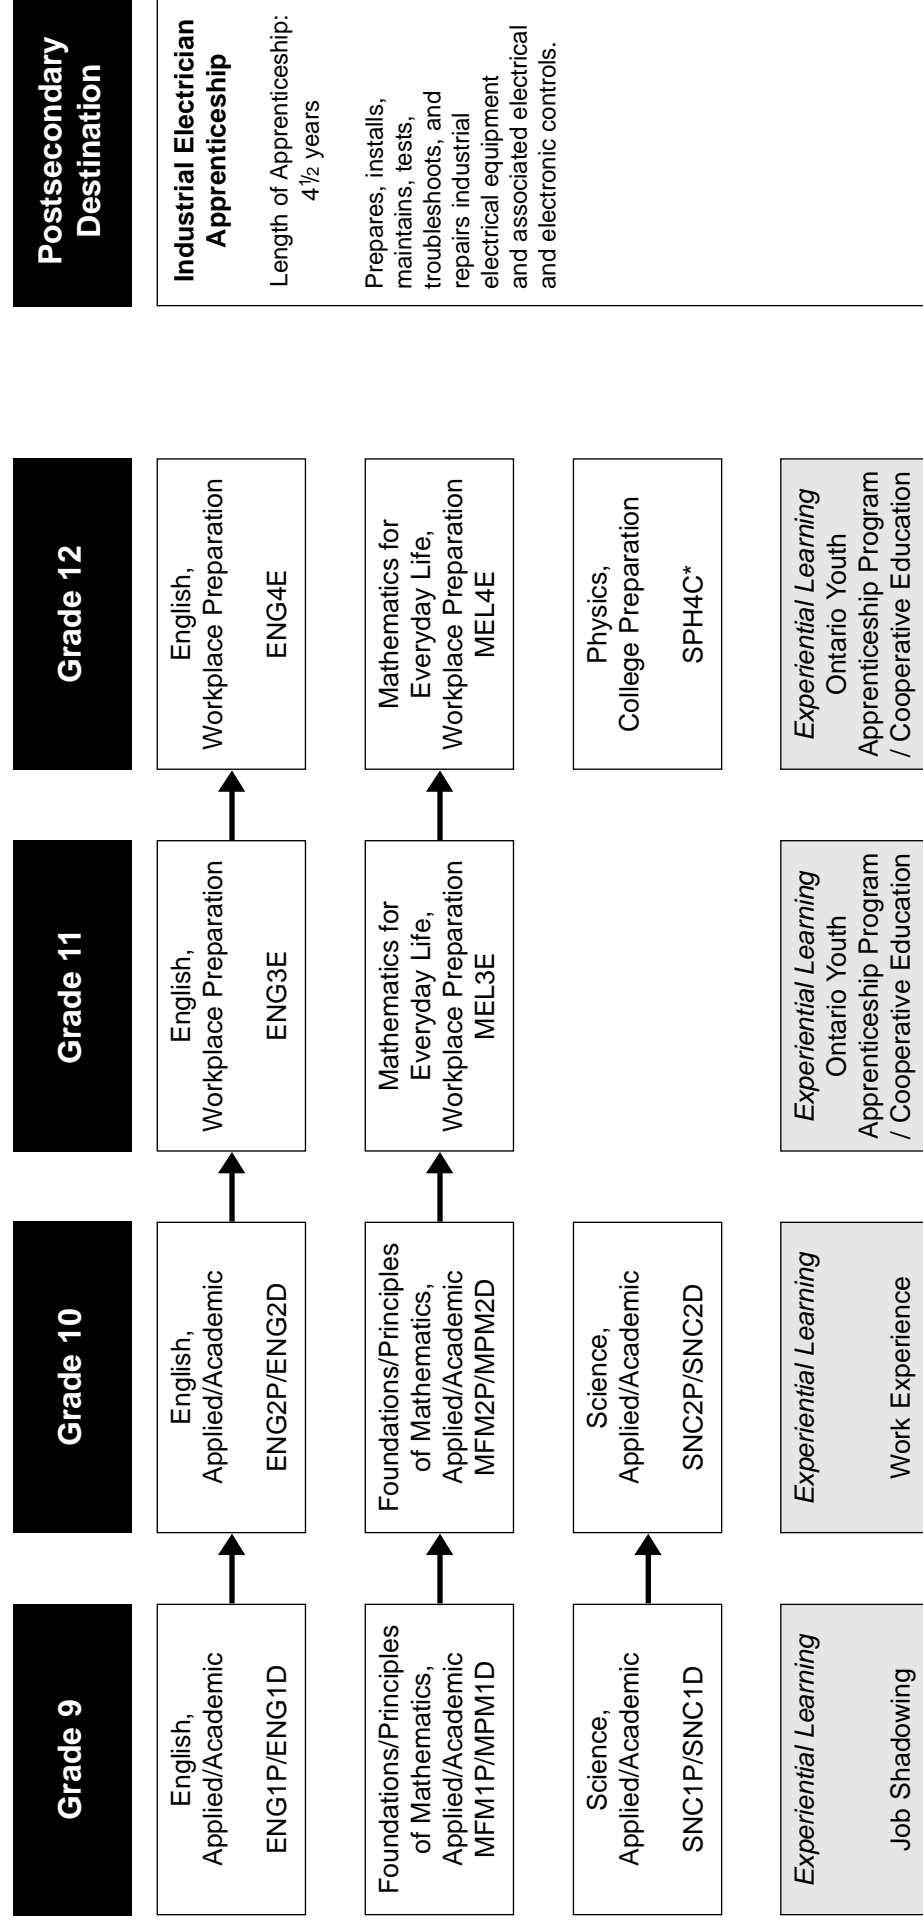 Grade 9
Grade 10
Grade 11
Grade 12
Postsecondary
Destination
English,
Applied/Academic
ENG1P/ENG1D
English,
Applied/Academic
ENG2P/ENG2D
English,
Workplace Preparation
ENG3E
English,
Workplace Preparation
ENG4E
Industrial Electrician
Apprenticeship
Length of Apprenticeship:
4½ years
Prepares, installs,
maintains, tests,
troubleshoots, and
repairs industrial
electrical equipment
and associated electrical
and electronic controls.
Foundations/Principles
of Mathematics,
Applied/Academic
MFM1P/MPM1D
Foundations/Principles
of Mathematics,
Applied/Academic
MFM2P/MPM2D
Mathematics for
Everyday Life,
Workplace Preparation
MEL3E
Mathematics for
Everyday Life,
Workplace Preparation
MEL4E
Science,
Applied/Academic
SNC1P/SNC1D
Science,
Applied/Academic
SNC2P/SNC2D
Physics,
College Preparation
SPH4C*
Experiential Learning
Job Shadowing
Experiential Learning
Work Experience
Experiential Learning
Ontario Youth
Apprenticeship Program
/ Cooperative Education
Experiential Learning
Ontario Youth
Apprenticeship Program
/ Cooperative Education